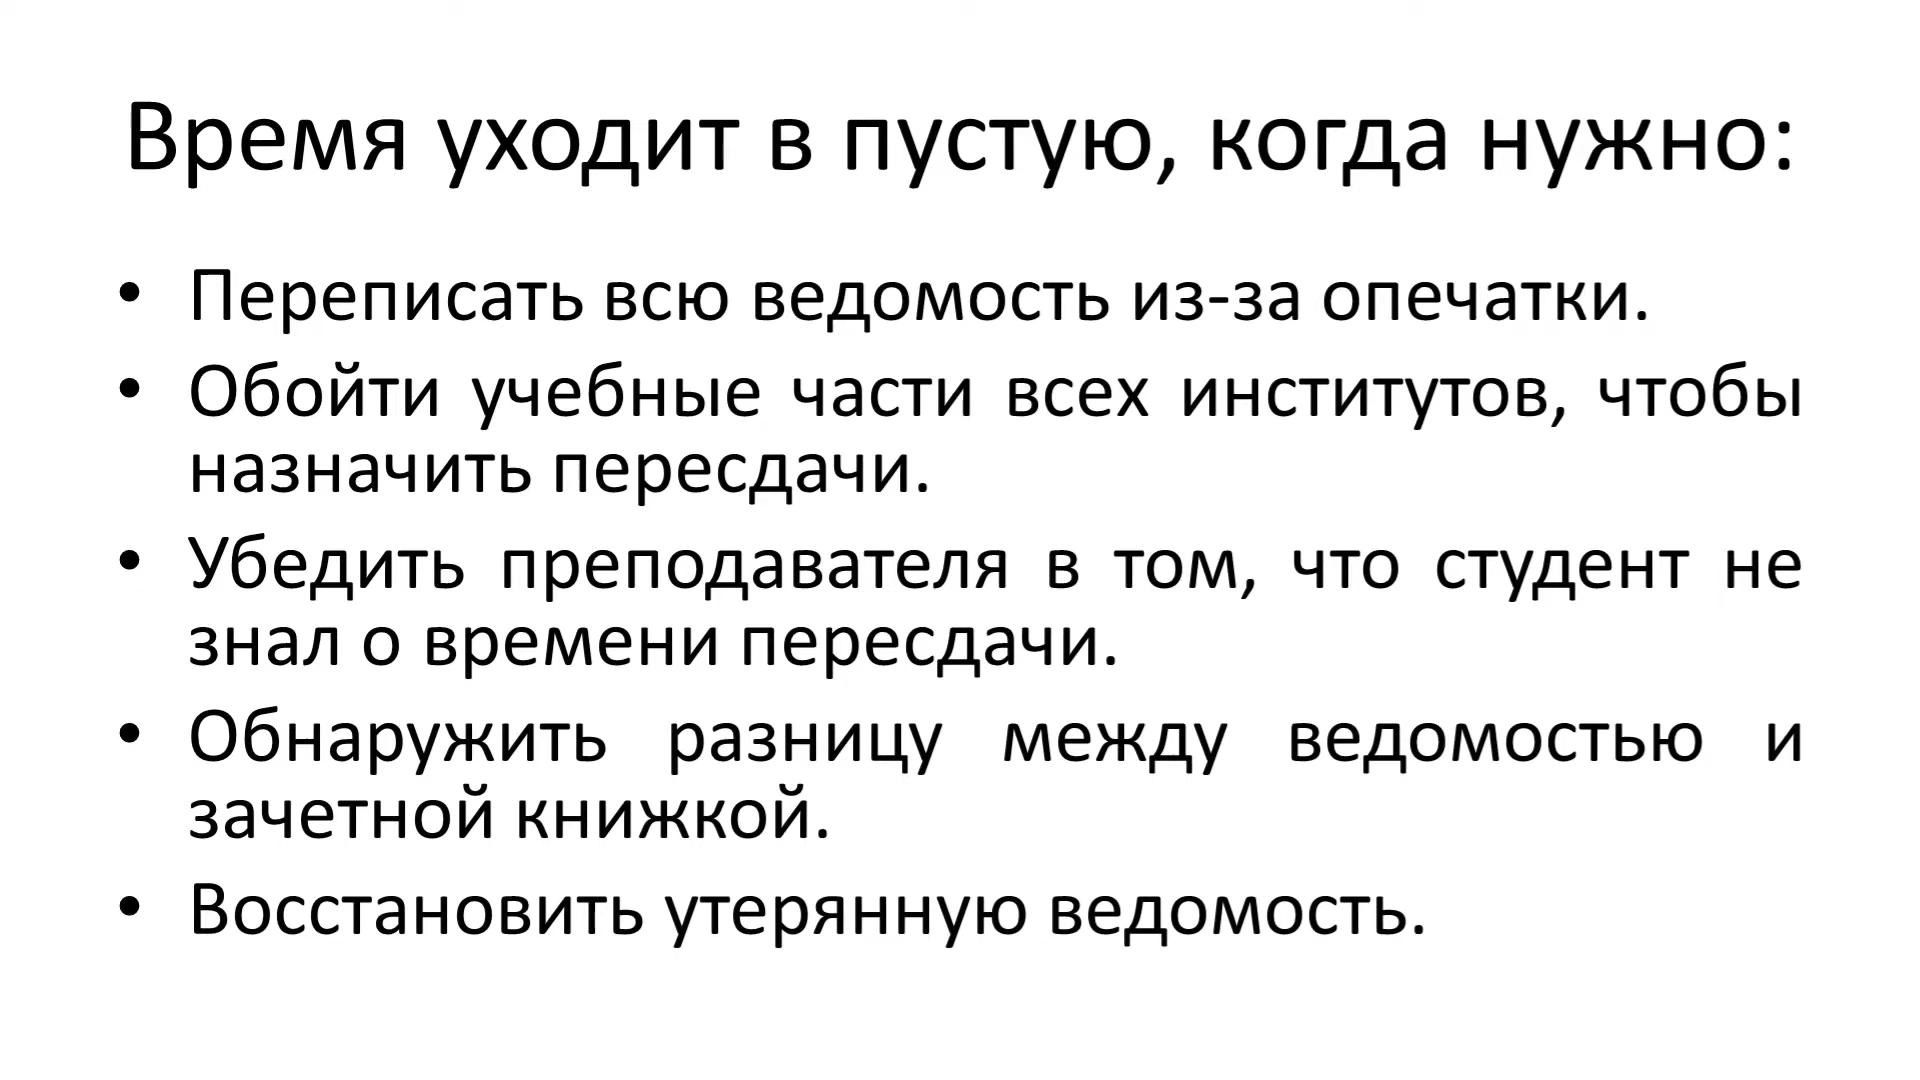 Время уходит в пустую, когда нужно:
• Переписать всю ведомость из-за опечатки.
• Обойти учебные части всех институтов, чтобы
назначить пересдачи.
• Убедить преподавателя в том, что студент не
знал о времени пересдачи.
• Обнаружить разницу между ведомостью и
зачетной книжкой.
• Восстановить утерянную ведомость.